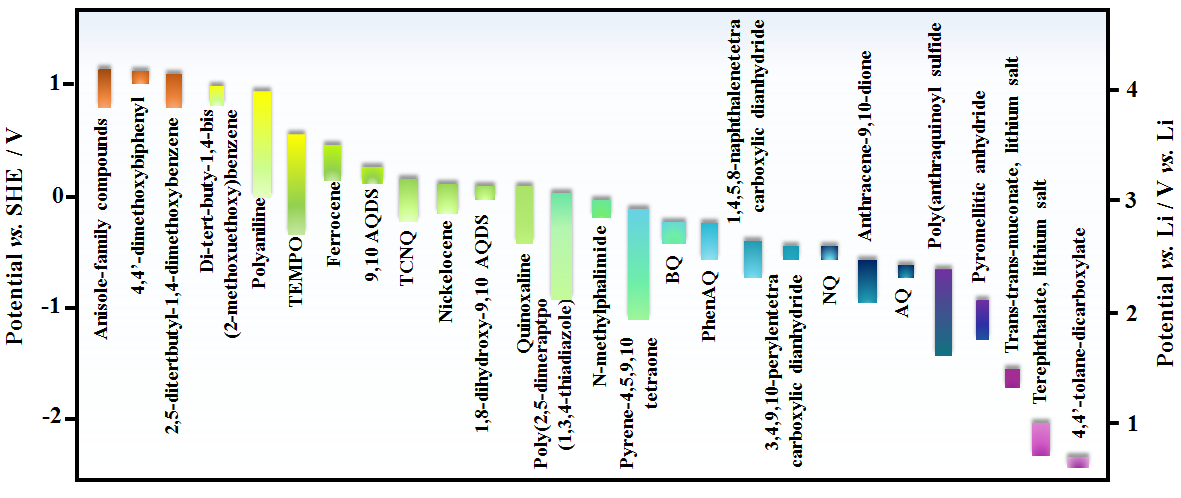 Potential vs. SHE / V
1
0
-1
-2
Anisole-family compounds
4,4'-dimethoxybiphenyl
2,5-ditertbutyl-1,4-dimethoxybenzene
Di-tert-buty-1,4-bis
(2-methoxuethoxy)benzene
Polyaniline
TEMPO
Ferrocene
9,10 AQDS
TCNQ
Nickelocene
1,8-dihydroxy-9,10 AQDS
Quinoxaline
Poly(2,5-dimeraptpo
(1,3,4-thiadiazole)
N-methyphalimide
Pyrene-4,5,9,10
tetraone
BQ
PhenAQ
1,4,5,8-naphthalenetetra
carboxylic dianhydride
3,4,9,10-perylentetra
carboxylic dianhydride
NQ
Anthracene-9,10-dione
AQ
Poly(anthraquinoyl sulfide
Pyromellitic anhydride
Trans-trans-muconate, lithium salt
Terephthalate, lithium salt
4,4'-tolane-dicarboxylate
4
3
2
1
Potential vs. Li / V vs. Li